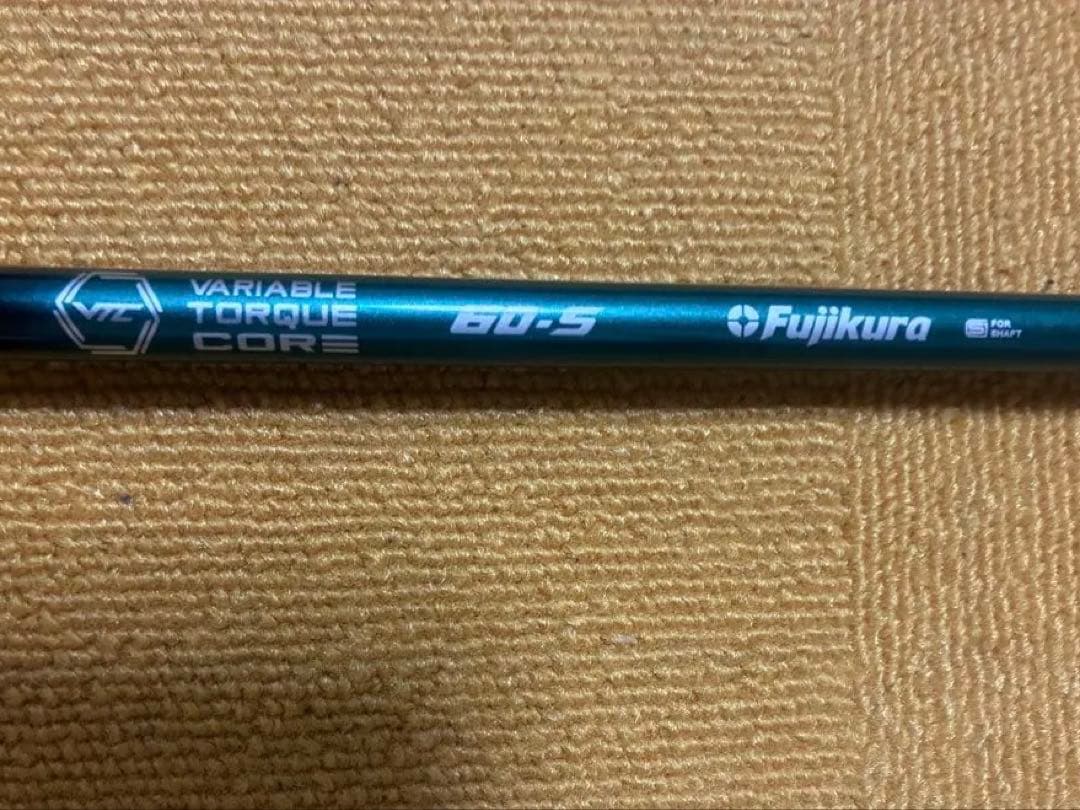 VTC
VARIABLE
TORQUE
CORE
60-S
Fujikura
S FOR
SHAFT